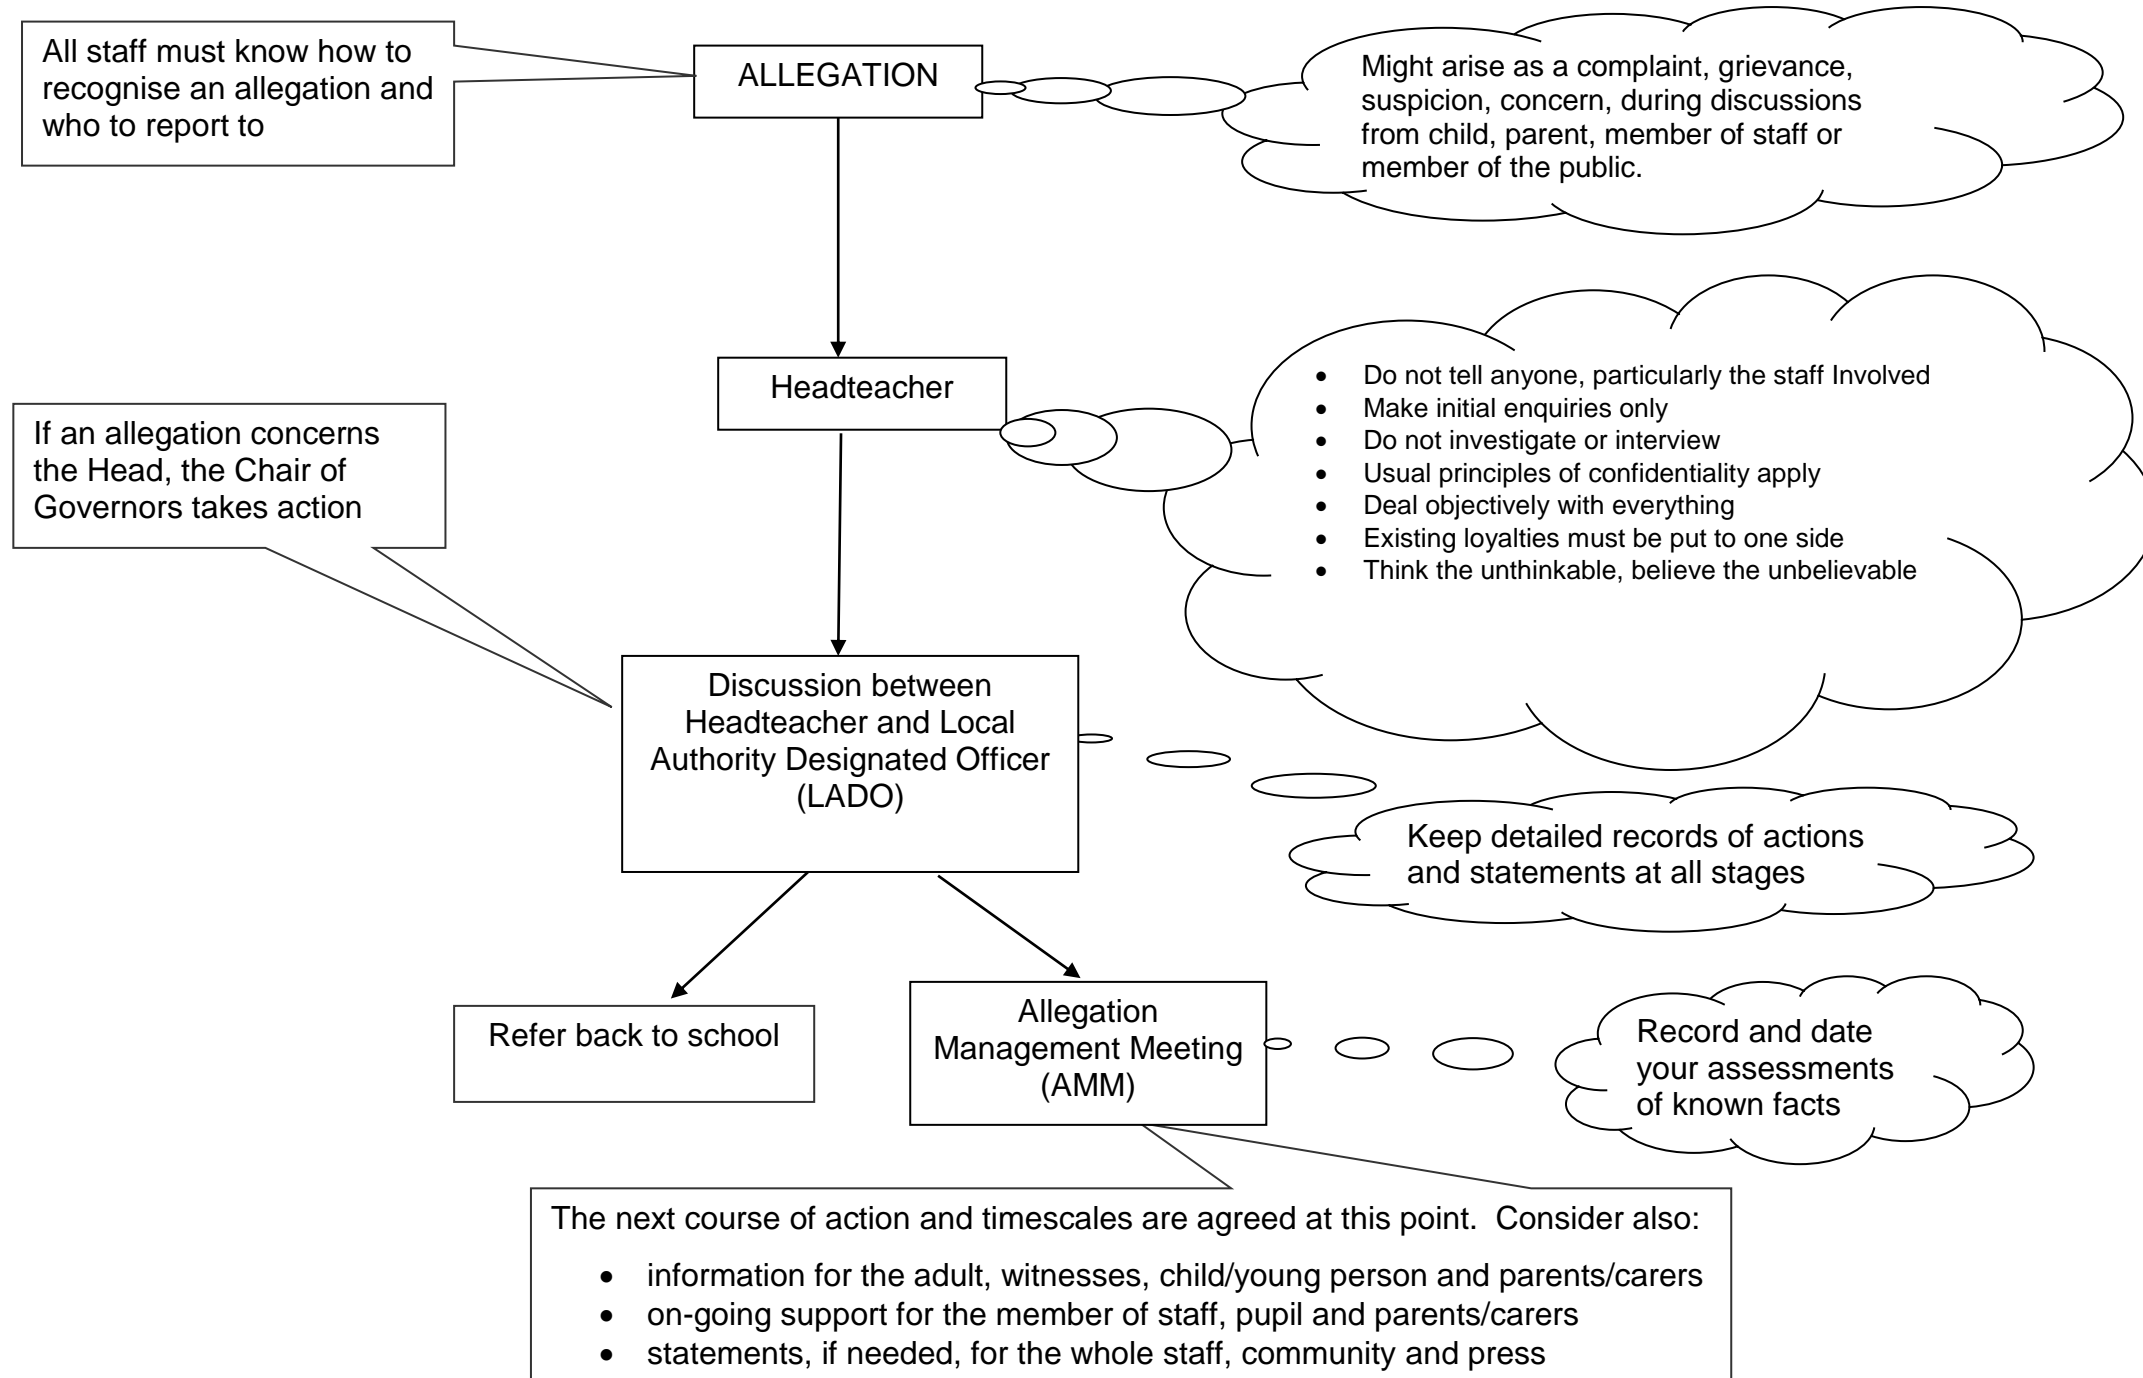 All staff must know how to
recognise an allegation and
who to report to
ALLEGATION
Might arise as a complaint, grievance,
suspicion, concern, during discussions
from child, parent, member of staff or
member of the public.
Headteacher
• Do not tell anyone, particularly the staff Involved
• Make initial enquiries only
• Do not investigate or interview
• Usual principles of confidentiality apply
• Deal objectively with everything
• Existing loyalties must be put to one side
• Think the unthinkable, believe the unbelievable
If an allegation concerns
the Head, the Chair of
Governors takes action
Discussion between
Headteacher and Local
Authority Designated Officer
(LADO)
Keep detailed records of actions
and statements at all stages
Refer back to school
Allegation
Management Meeting
(AMM)
Record and date
your assessments
of known facts
The next course of action and timescales are agreed at this point.  Consider also:
• information for the adult, witnesses, child/young person and parents/carers
• on-going support for the member of staff, pupil and parents/carers
• statements, if needed, for the whole staff, community and press